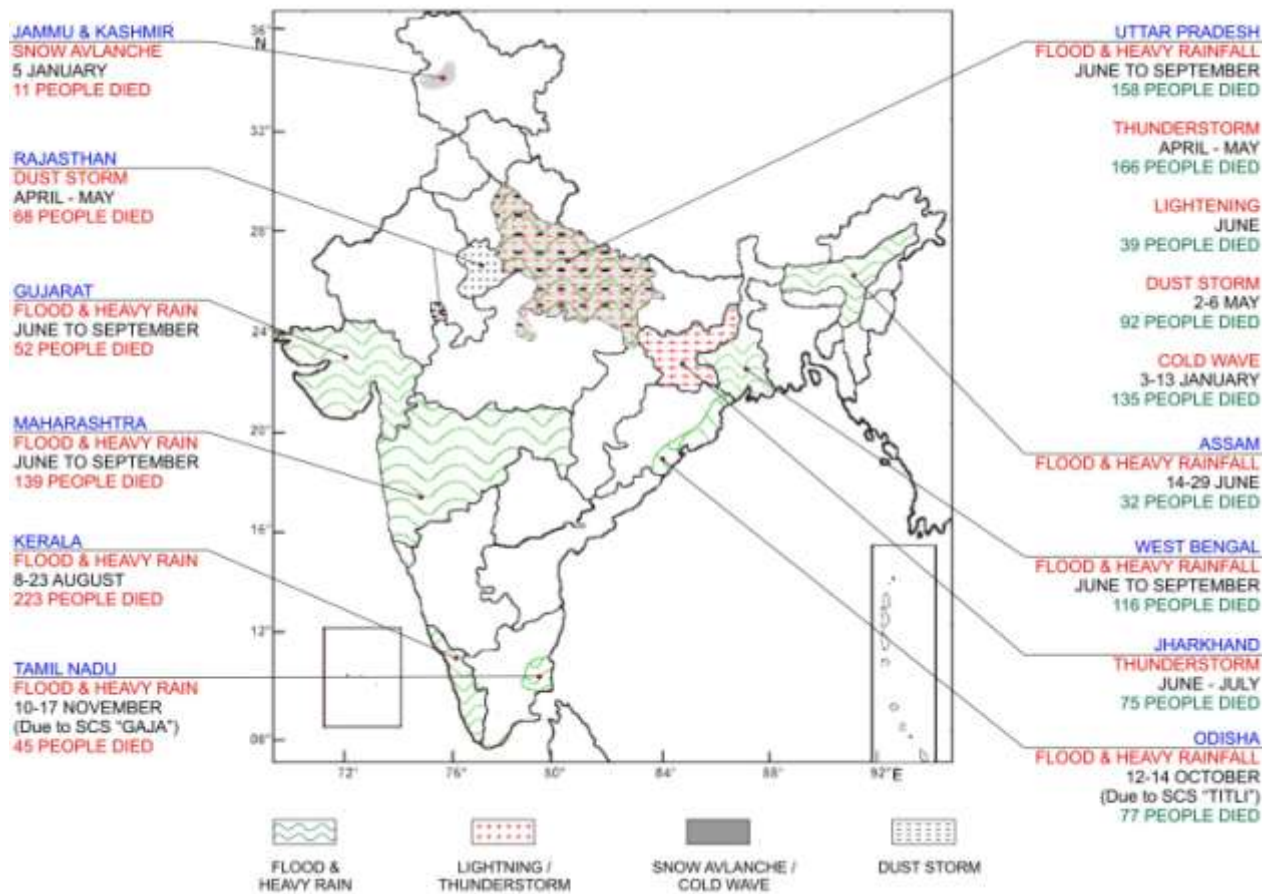 JAMMU & KASHMIR
SNOW AVLANCHE
5 JANUARY
11 PEOPLE DIED
RAJASTHAN
DUST STORM
APRIL - MAY
68 PEOPLE DIED
GUJARAT
FLOOD & HEAVY RAIN
JUNE TO SEPTEMBER
52 PEOPLE DIED
MAHARASHTRA
FLOOD & HEAVY RAIN
JUNE TO SEPTEMBER
139 PEOPLE DIED
KERALA
FLOOD & HEAVY RAIN
8-23 AUGUST
223 PEOPLE DIED
TAMIL NADU
FLOOD & HEAVY RAIN
10-17 NOVEMBER
(Due to SCS "GAJA")
45 PEOPLE DIED
36°
N
32°
28°
24°
20°
16°
12°
08°
72°
76°
80°
84°
88°
92°E
UTTAR PRADESH
FLOOD & HEAVY RAINFALL
JUNE TO SEPTEMBER
158 PEOPLE DIED
THUNDERSTORM
APRIL - MAY
166 PEOPLE DIED
LIGHTENING
JUNE
39 PEOPLE DIED
DUST STORM
2-6 MAY
92 PEOPLE DIED
COLD WAVE
3-13 JANUARY
135 PEOPLE DIED
ASSAM
FLOOD & HEAVY RAINFALL
14-29 JUNE
32 PEOPLE DIED
WEST BENGAL
FLOOD & HEAVY RAINFALL
JUNE TO SEPTEMBER
116 PEOPLE DIED
JHARKHAND
THUNDERSTORM
JUNE - JULY
75 PEOPLE DIED
ODISHA
FLOOD & HEAVY RAINFALL
12-14 OCTOBER
(Due to SCS "TITLI")
77 PEOPLE DIED
FLOOD &
HEAVY RAIN
LIGHTNING /
THUNDERSTORM
SNOW AVLANCHE /
COLD WAVE
DUST STORM